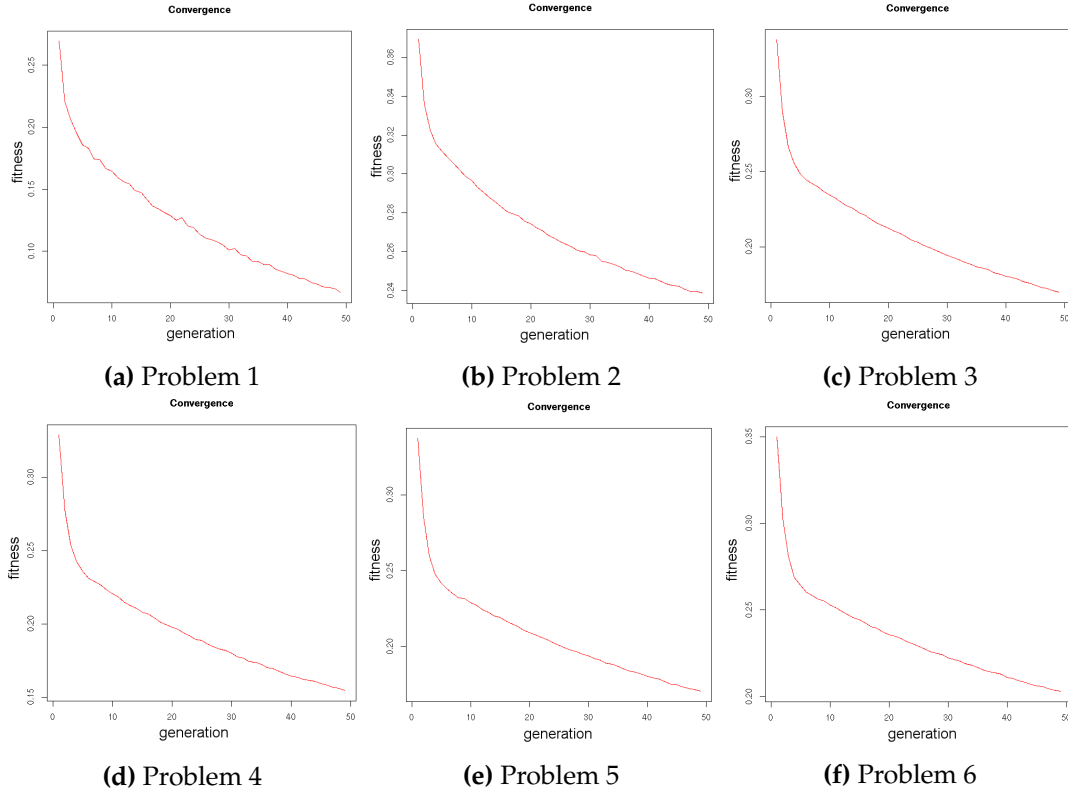 Convergence Convergence Convergence
fitness
0.10 0.15 0.20 0.25
0 10 20 30 40 50
generation
fitness
0.24 0.26 0.28 0.30 0.32 0.34 0.36
0 10 20 30 40 50
generation
fitness
0.20 0.25 0.30
0 10 20 30 40 50
generation
(a) Problem 1 (b) Problem 2 (c) Problem 3
Convergence Convergence Convergence
fitness
0.15 0.20 0.25 0.30
0 10 20 30 40 50
generation
fitness
0.20 0.25 0.30
0 10 20 30 40 50
generation
fitness
0.20 0.25 0.30 0.35
0 10 20 30 40 50
generation
(d) Problem 4 (e) Problem 5 (f) Problem 6